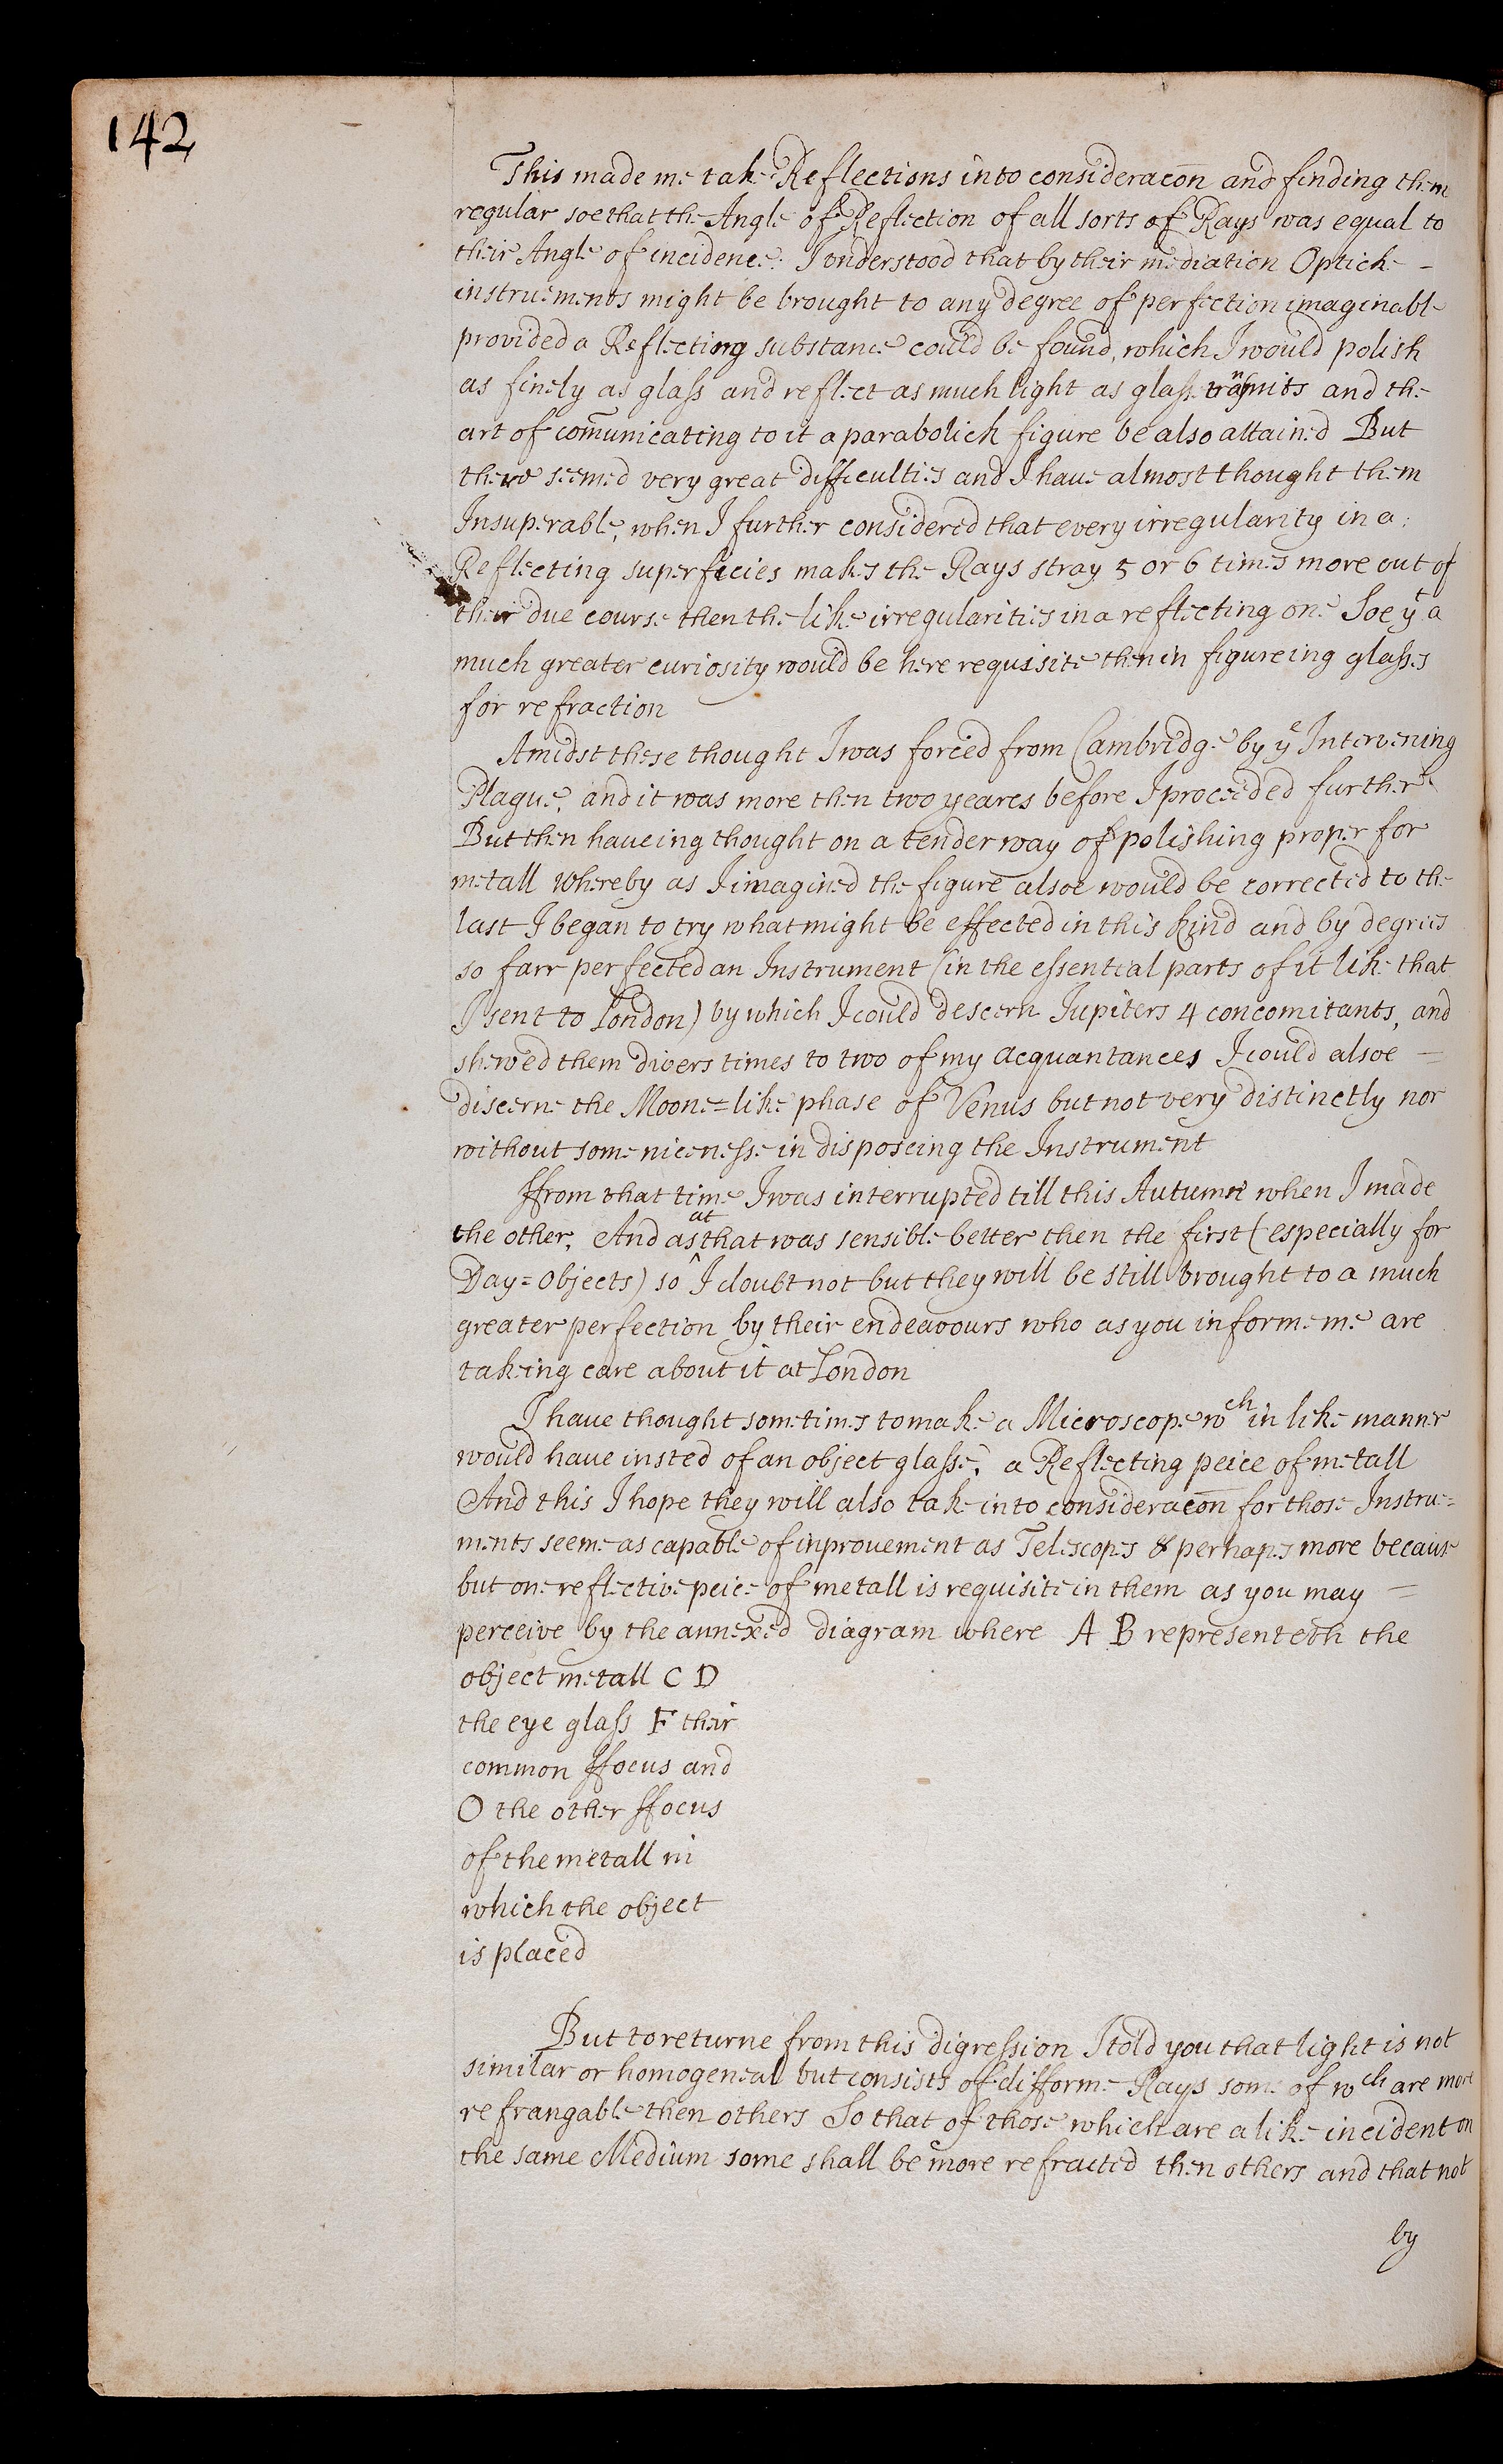 142
This made me take Reflections into consideracōn and finding them
regular soe that the Angle of Reflection of all sorts of Rays was equal to
their Angle of incidence: I understood that by their mediation Optick -
instruements might be brought to any degree of perfection imaginable
provided a Reflecting substance could be found, which I would polish
as finely as glass and reflect as much light as glass transmits and the
art of com̄unicating to it a parabolick figure be also attained But
there seemed very great difficulties and I have almost thought them
Insuperable, when I further considered that every irregularity in a
Reflecting superficies makes the Rays stray 5 or 6 times more out of
their due course then the like irregularities in a reflecting one Soe yt a
much greater curiosity would be here requisite then in figureing glasses
for refraction
Amidst these thought I was forced from Cambridge by ye Intervening
Plague, and it was more then two yeares before I proceeded further
But then haveing thought on a tender way of polishing proper for
metall whereby as I imagined the figure alsoe would be corrected to the
last I began to try what might be effected in this kind and by degrees
so farr perfected an Instrument (in the essential parts of it like that
I sent to London) by which I could descern Jupiters 4 concomitants, and
shewed them divers times to two of my acquantances I could alsoe =
discerne the Moone=like phase of Venus but not very distinctly nor
without some nicenesse in disposeing the Instrument
ffrom that time I was interrupted till this Autumn when I made
the other, And as at that was sensible better then the first (especially for
Day=Objects) so I doubt not but they will be still brought to a much
greater perfection by their endeavours who as you informe me are
takeing care about it at London
I have thought sometimes to make a Microscope wch in like manner
would have insted of an object glasse, a Reflecting peice of metall
And this I hope they will also take into consideracōn for those Instru=
ments seeme as capable of inprovement as Telescopes & perhapes more because
but one reflective peice of metall is requisite in them as you may =
perceive by the annexed diagram where A B representeth the
object metall C D
the eye glass F their
common ffocus and
O the other ffocus
of the metall in
which the object
is placed
But to returne from this digression I told you that light is not
similar or homogeneal but consists of difforme Rays some of wch are more
refrangable then others So that of those which are alike incident on
the same Medium some shall be more refracted then others and that not
by